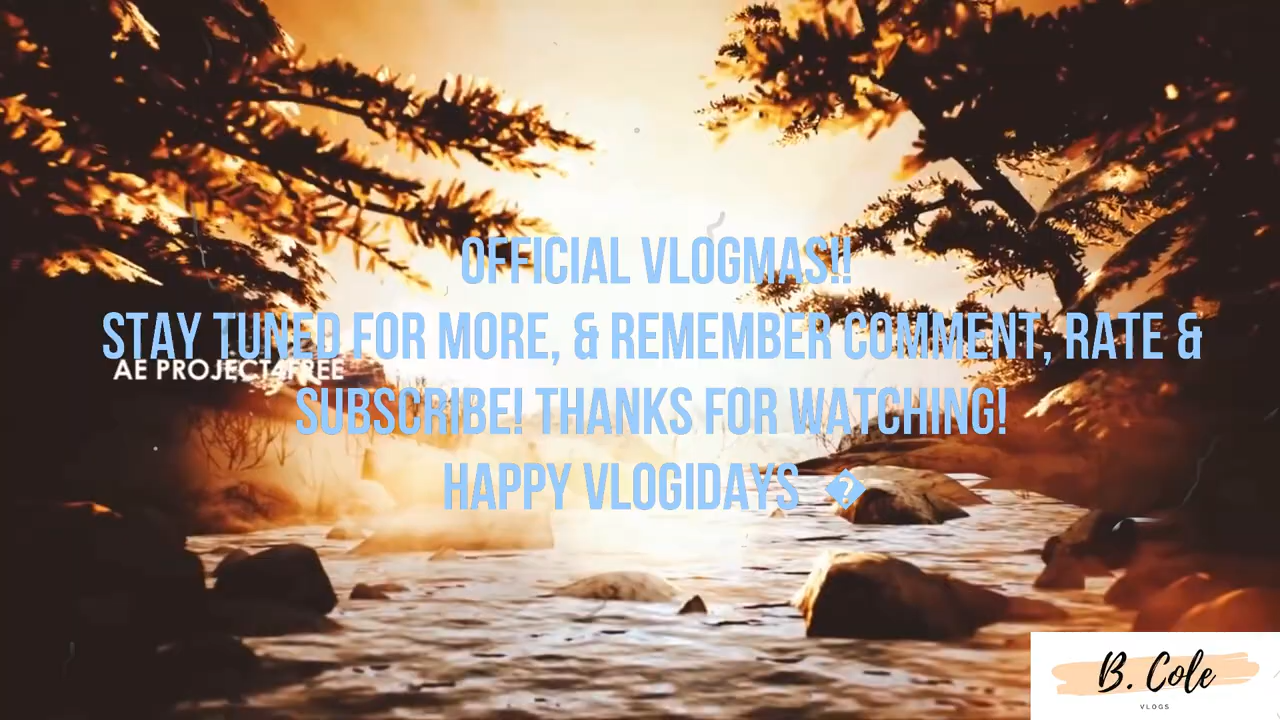 OFFICIAL VLOGMAS!!
STAY TUNED FOR MORE, & REMEMBER COMMENT, RATE &
AE PROJECT4FREE
SUBSCRIBE! THANKS FOR WATCHING!
HAPPY VLOGIDAYS �
B. Cole
VLOGS